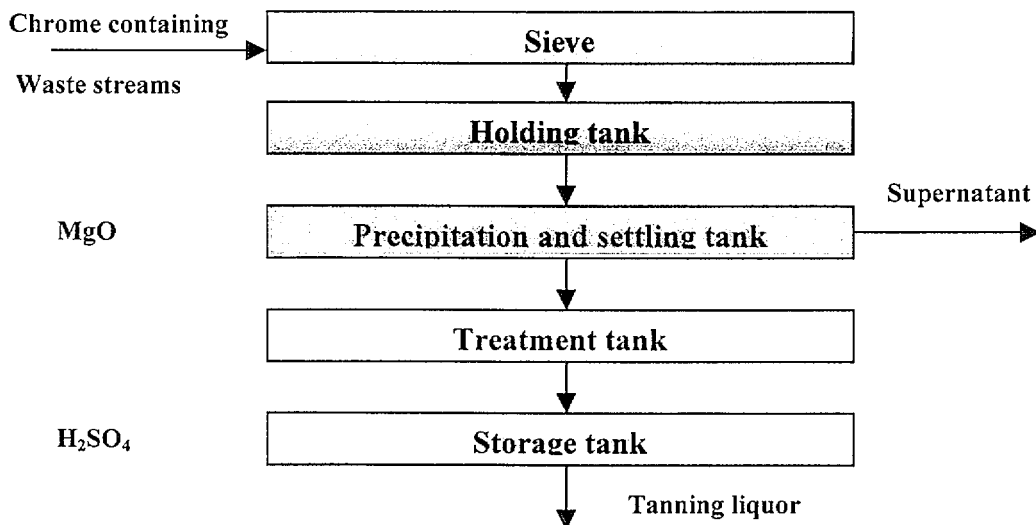 Chrome containing
Waste streams
Sieve
Holding tank
MgO
Precipitation and settling tank
Supernatant
Treatment tank
H₂SO₄
Storage tank
Tanning liquor